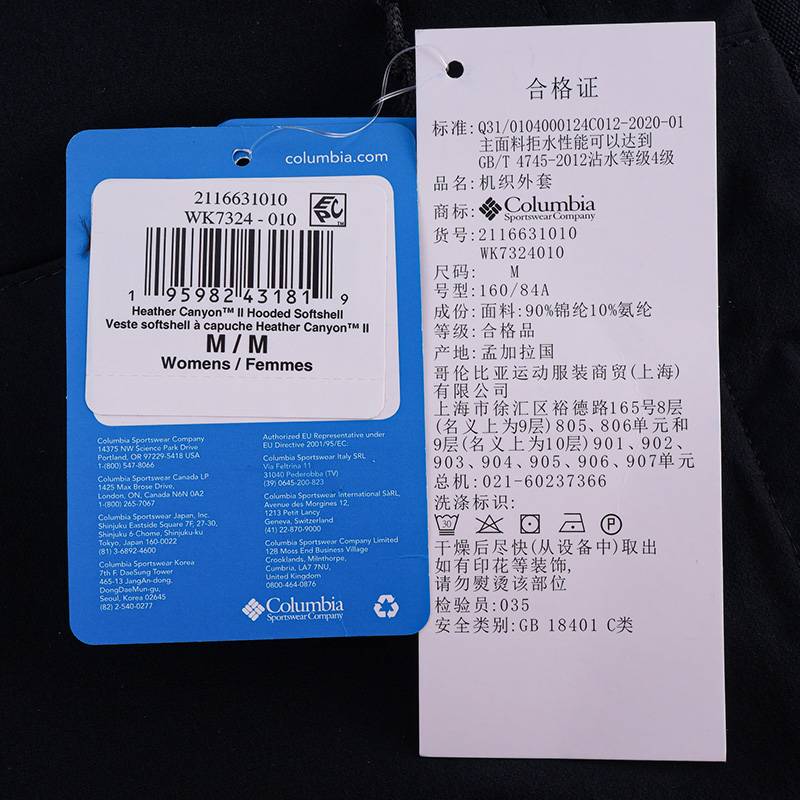 columbia.com
2116631010
WK7324 - 010
EPC
1 95982 43181 9
Heather Canyon™ II Hooded Softshell
Veste softshell à capuche Heather Canyon™ II
M / M
Womens / Femmes
Columbia Sportswear Company
14375 NW Science Park Drive
Portland, OR 97229-5418 USA
1-(800) 547-8066
Columbia Sportswear Canada LP
1425 Max Brose Drive,
London, ON, Canada N6N 0A2
1-(800) 265-7067
Columbia Sportswear Japan, Inc.
Shinjuku Eastside Square 7F, 27-30,
Shinjuku 6 Chome, Shinjuku-ku
Tokyo, Japan 160-0022
(81) 3-6892-4600
Columbia Sportswear Korea
7th F. DaeSung Tower
465-13 JangAn-dong,
DongDaeMun-gu,
Seoul, Korea 02645
(82) 2-540-0277
Authorized EU Representative under
EU Directive 2001/95/EC:
Columbia Sportswear Italy SRL
Via Feltrina 11
31040 Pederobba (TV)
(39) 0645-200-823
Columbia Sportswear International SàRL,
Avenue des Morgines 12,
1213 Petit Lancy
Geneva, Switzerland
(41) 22-870-9000
Columbia Sportswear Company Limited
128 Moss End Business Village
Crooklands, Milnthorpe,
Cumbria, LA7 7NU,
United Kingdom
0800-464-0876
Columbia
Sportswear Company
合格证
标准:Q31/0104000124C012-2020-01
主面料拒水性能可以达到
GB/T 4745-2012沾水等级4级
品名:机织外套
商标:Columbia
Sportswear Company
货号:2116631010
WK7324010
尺码: M
号型:160/84A
成份:面料:90%锦纶10%氨纶
等级:合格品
产地:孟加拉国
哥伦比亚运动服装商贸(上海)
有限公司
上海市徐汇区裕德路165号8层
(名义上为9层)805、806单元和
9层(名义上为10层)901、902、
903、904、905、906、907单元
总机:021-60237366
洗涤标识:
30
P
干燥后尽快(从设备中)取出
如有印花等装饰,
请勿熨烫该部位
检验员:035
安全类别:GB 18401 C类